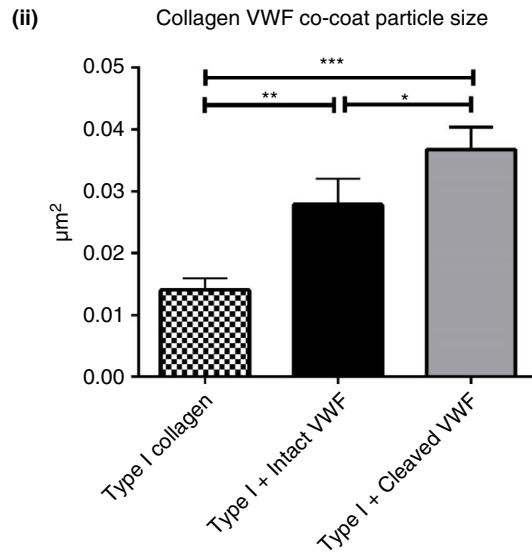 (ii)
Collagen VWF co-coat particle size
0.05
0.04
0.03
0.02
0.01
0.00
µm²
***
**
*
Type I collagen
Type I + Intact VWF
Type I + Cleaved VWF